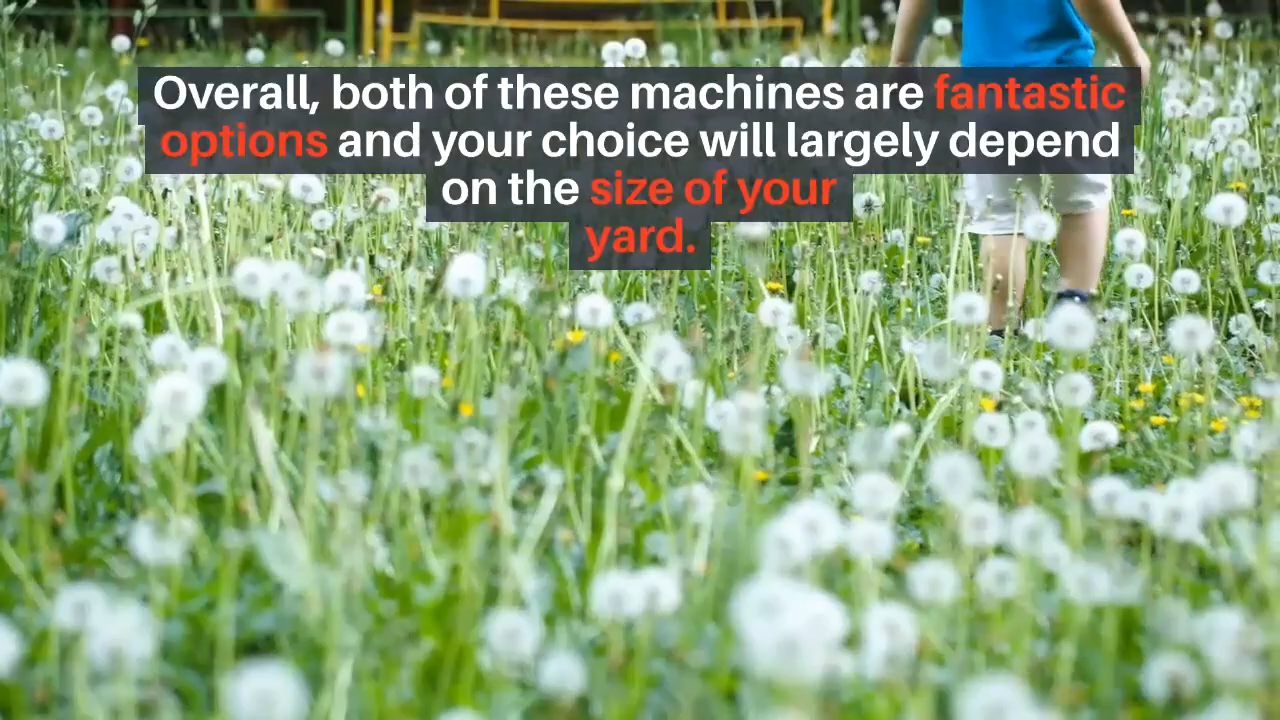 Overall, both of these machines are fantastic
options and your choice will largely depend
on the size of your
yard.